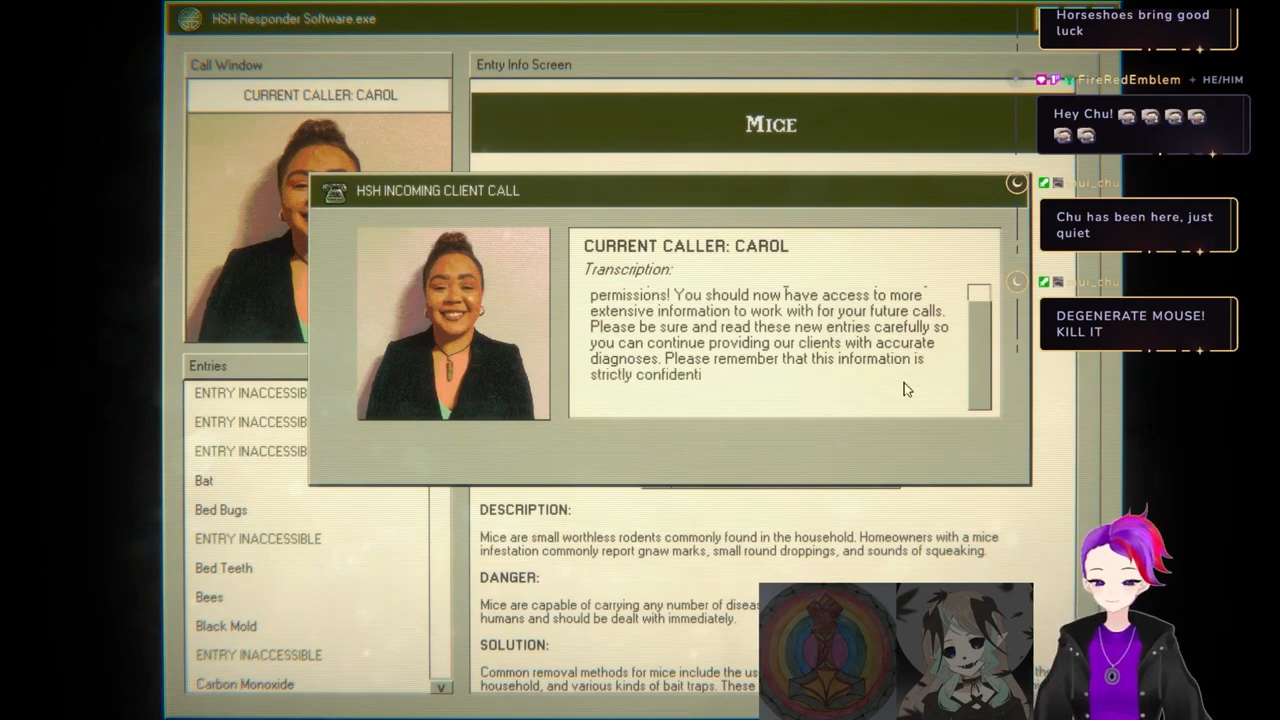 HSH Responder Software.exe
Call Window
CURRENT CALLER: CAROL
Entry Info Screen
MICE
HSH INCOMING CLIENT CALL
CURRENT CALLER: CAROL
Transcription:
permissions! You should now have access to more
extensive information to work with for your future calls.
Please be sure and read these new entries carefully so
you can continue providing our clients with accurate
diagnoses. Please remember that this information is
strictly confidenti
Entries
ENTRY INACCESSIB
ENTRY INACCESSIB
ENTRY INACCESSIB
Bat
Bed Bugs
ENTRY INACCESSIBLE
Bed Teeth
Bees
Black Mold
ENTRY INACCESSIBLE
Carbon Monoxide
DESCRIPTION:
Mice are small worthless rodents commonly found in the household. Homeowners with a mice
infestation commonly report gnaw marks, small round droppings, and sounds of squeaking.
DANGER:
Mice are capable of carrying any number of diseas
humans and should be dealt with immediately.
SOLUTION:
Common removal methods for mice include the us
household, and various kinds of bait traps. These
Horseshoes bring good
luck
FireRedEmblem + HE/HIM
Hey Chu!
Chu has been here, just
quiet
DEGENERATE MOUSE!
KILL IT